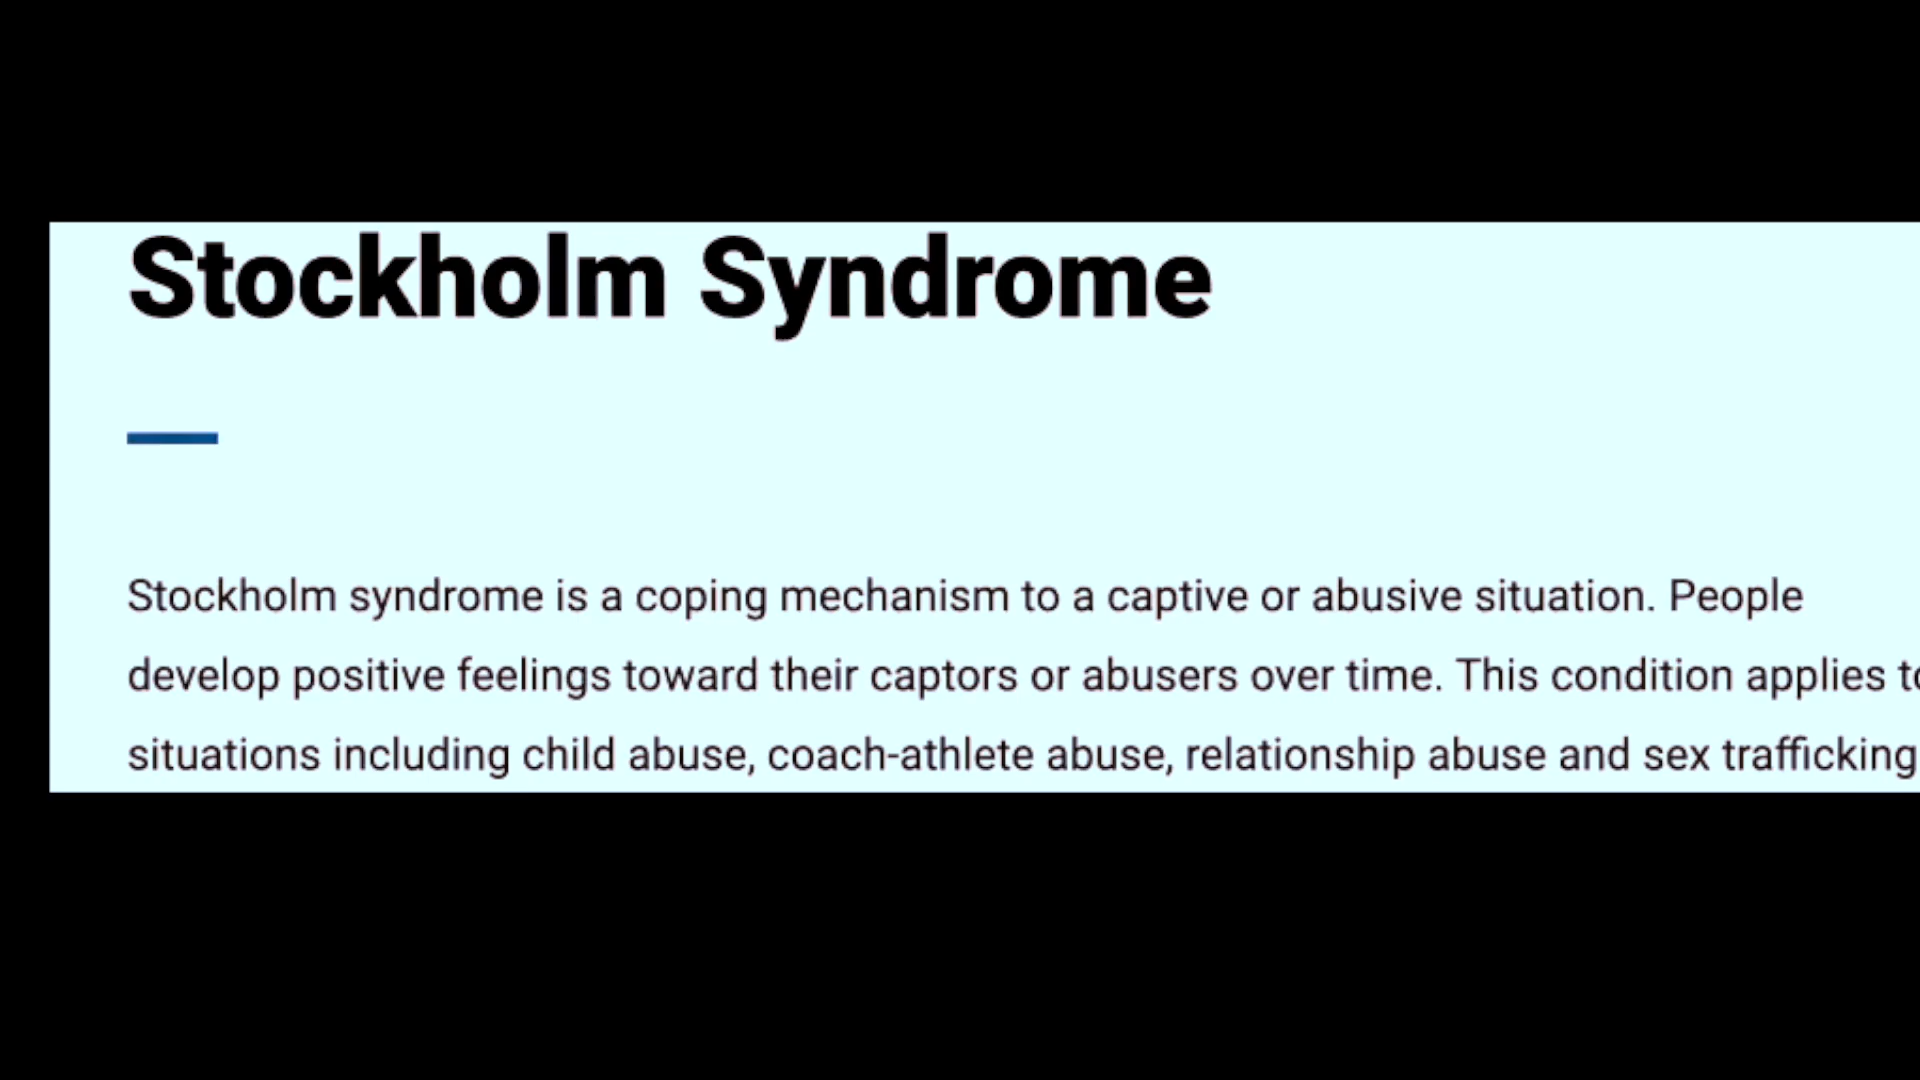 Stockholm Syndrome
Stockholm syndrome is a coping mechanism to a captive or abusive situation. People
develop positive feelings toward their captors or abusers over time. This condition applies to
situations including child abuse, coach-athlete abuse, relationship abuse and sex trafficking